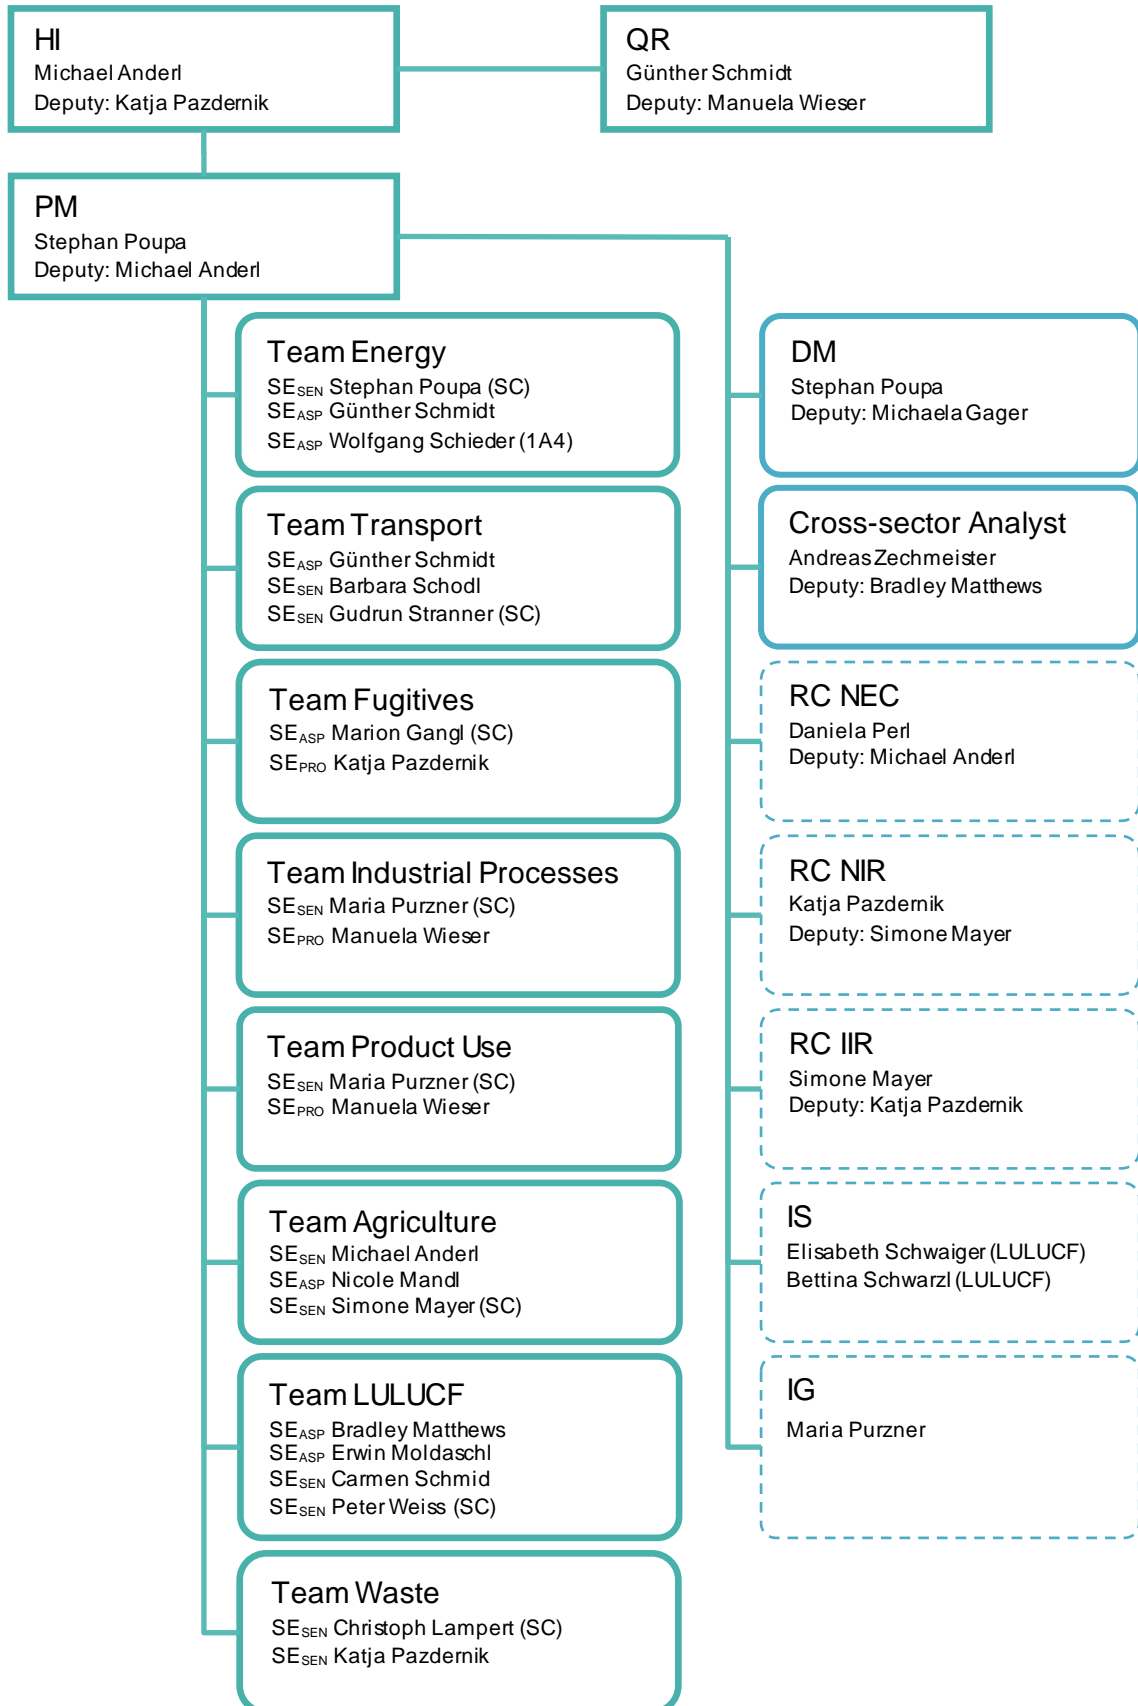 HI
Michael Anderl
Deputy: Katja Pazdernik
QR
Günther Schmidt
Deputy: Manuela Wieser
PM
Stephan Poupa
Deputy: Michael Anderl
Team Energy
SESEN Stephan Poupa (SC)
SEASP Günther Schmidt
SEASP Wolfgang Schieder (1A4)
Team Transport
SEASP Günther Schmidt
SESEN Barbara Schodl
SESEN Gudrun Stranner (SC)
Team Fugitives
SEASP Marion Gangl (SC)
SEPRO Katja Pazdernik
Team Industrial Processes
SESEN Maria Purzner (SC)
SEPRO Manuela Wieser
Team Product Use
SESEN Maria Purzner (SC)
SEPRO Manuela Wieser
Team Agriculture
SESEN Michael Anderl
SEASP Nicole Mandl
SESEN Simone Mayer (SC)
Team LULUCF
SEASP Bradley Matthews
SEASP Erwin Moldaschl
SESEN Carmen Schmid
SESEN Peter Weiss (SC)
Team Waste
SESEN Christoph Lampert (SC)
SESEN Katja Pazdernik
DM
Stephan Poupa
Deputy: Michaela Gager
Cross-sector Analyst
Andreas Zechmeister
Deputy: Bradley Matthews
RC NEC
Daniela Perl
Deputy: Michael Anderl
RC NIR
Katja Pazdernik
Deputy: Simone Mayer
RC IIR
Simone Mayer
Deputy: Katja Pazdernik
IS
Elisabeth Schwaiger (LULUCF)
Bettina Schwarzl (LULUCF)
IG
Maria Purzner